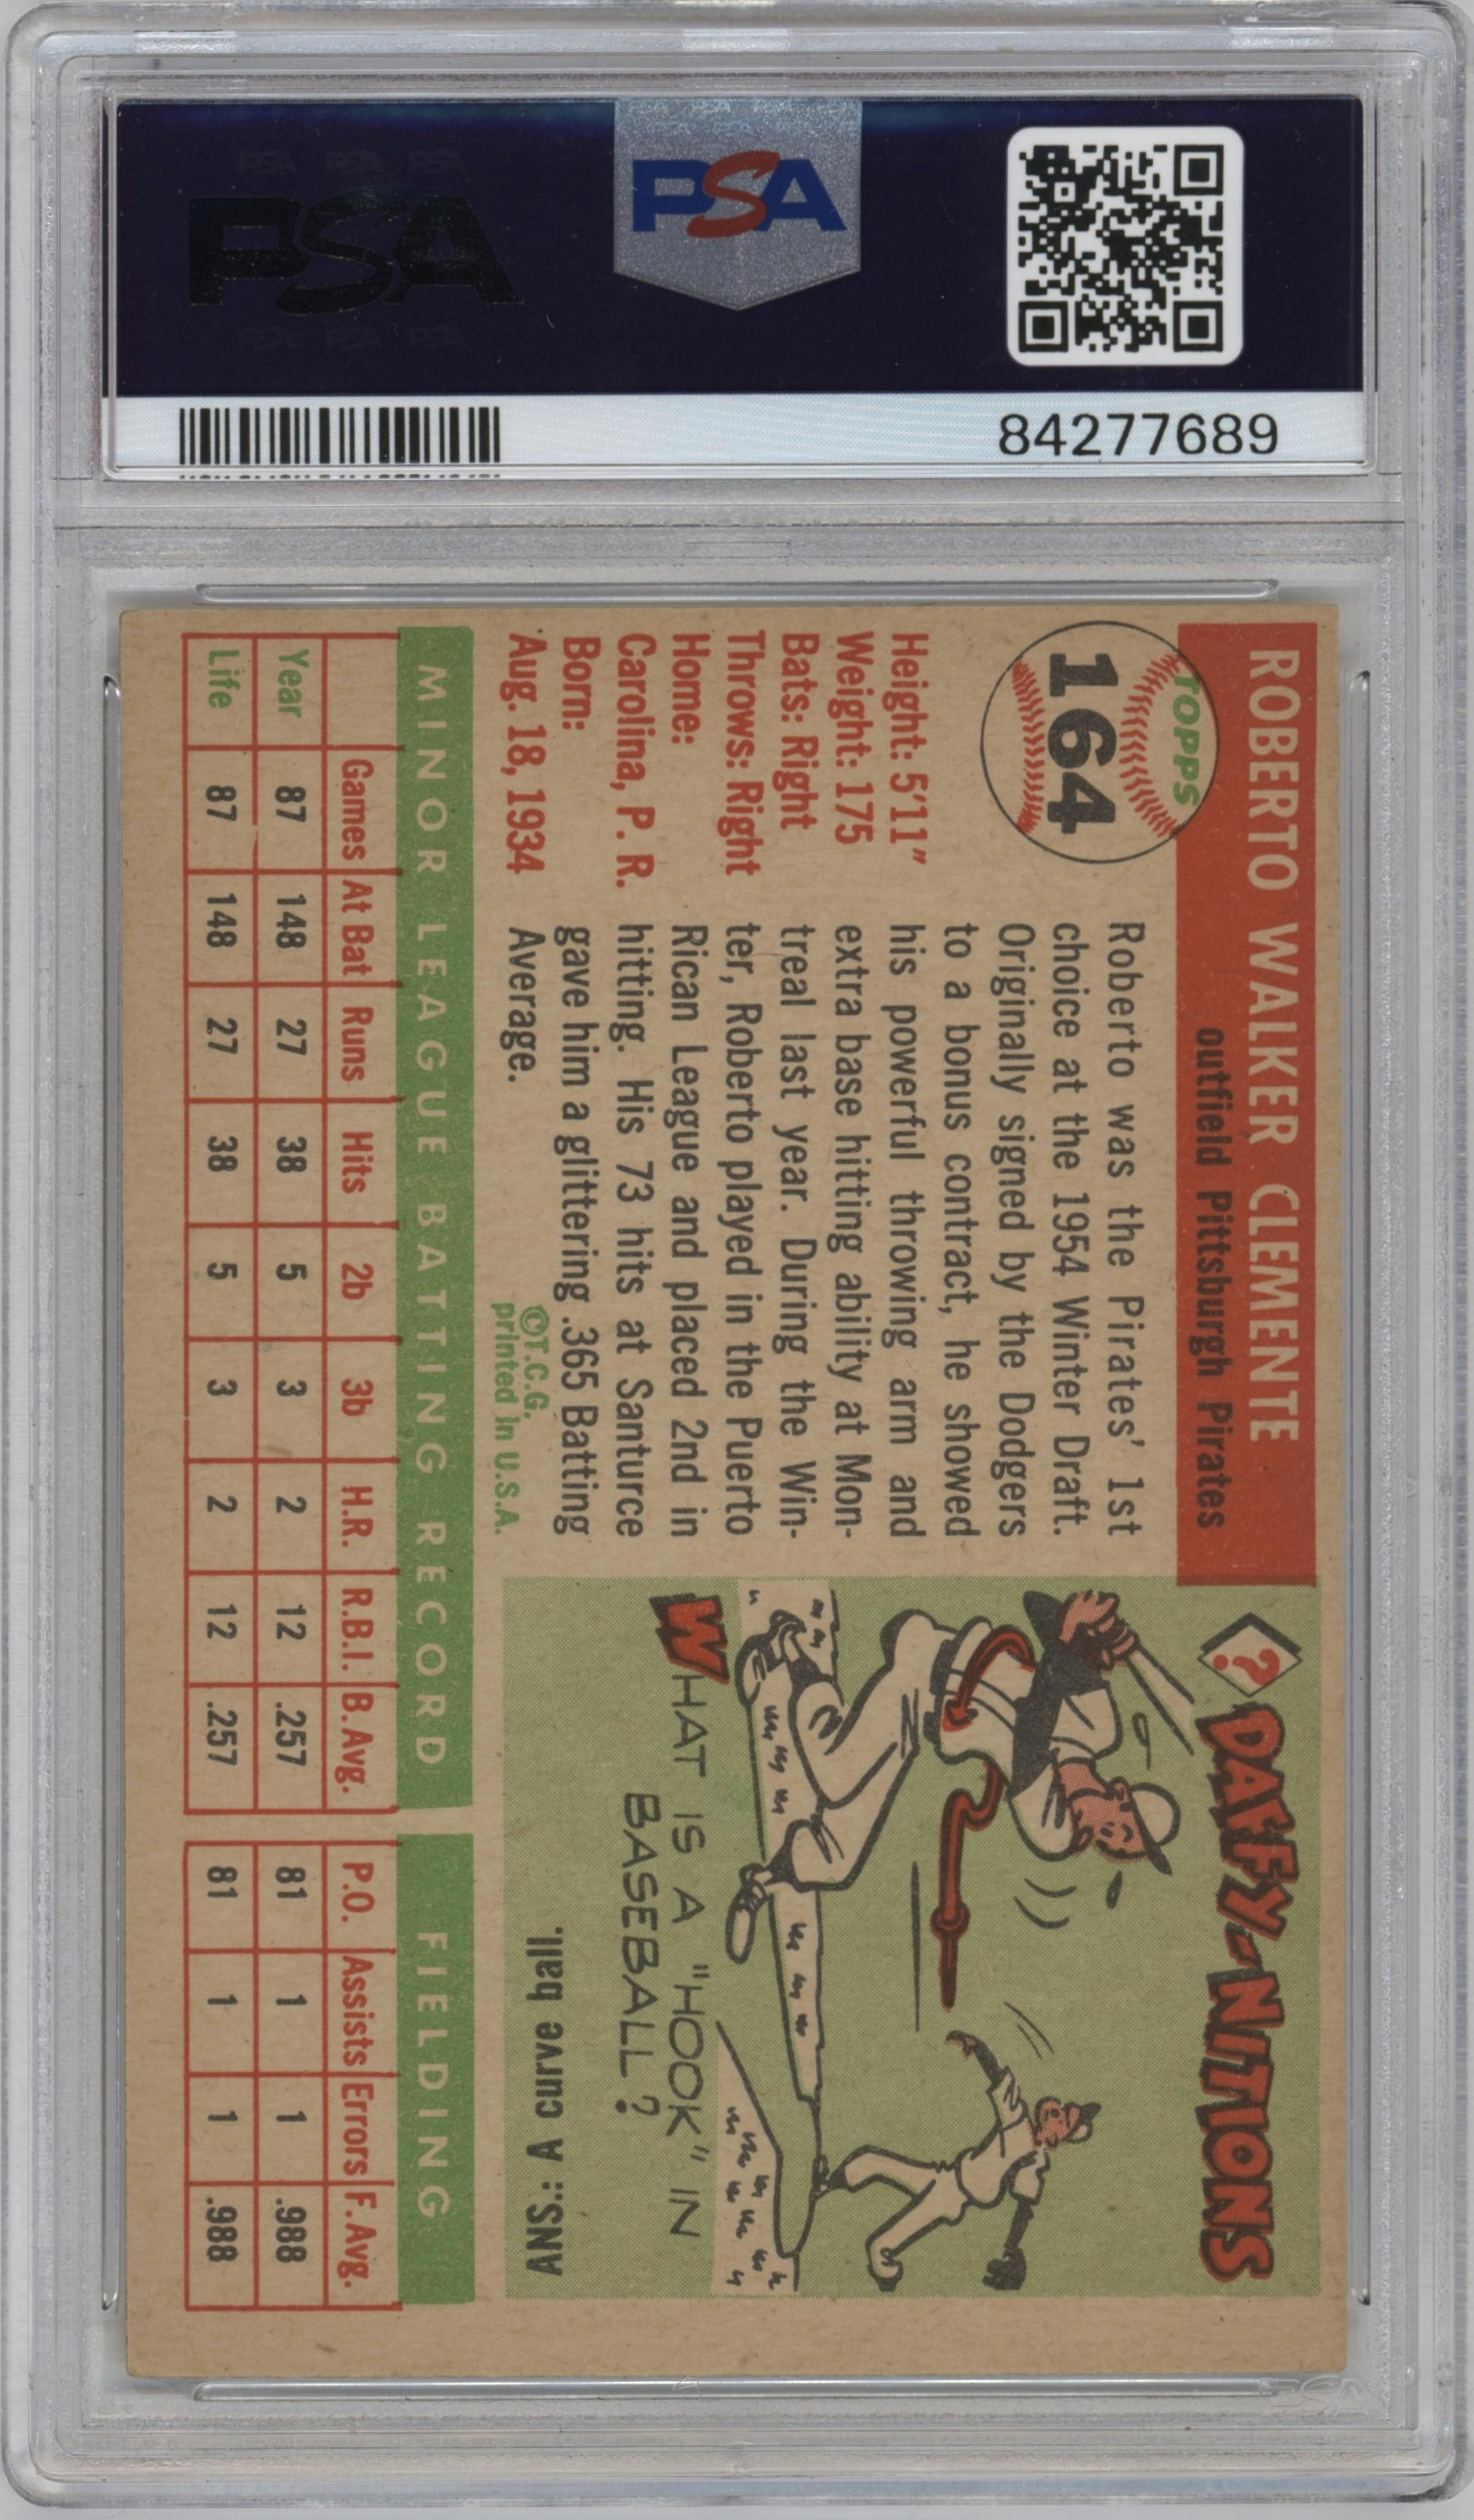 PSA
PSA
84277689
ROBERTO WALKER CLEMENTE
outfield Pittsburgh Pirates
TOPPS
164
Height: 5'11"
Weight: 175
Bats: Right
Throws: Right
Home:
Carolina, P. R.
Born:
Aug. 18, 1934
Roberto was the Pirates' 1st
choice at the 1954 Winter Draft.
Originally signed by the Dodgers
to a bonus contract, he showed
his powerful throwing arm and
extra base hitting ability at Mon-
treal last year. During the Win-
ter, Roberto played in the Puerto
Rican League and placed 2nd in
hitting. His 73 hits at Santurce
gave him a glittering .365 Batting
Average.
©T.C.G.
printed in U.S.A.
? DAFFY-NITIONS
WHAT IS A "HOOK" IN
BASEBALL?
ANS.: A curve ball.
MINOR LEAGUE BATTING RECORD FIELDING
Games At Bat Runs Hits 2b 3b H.R. R.B.I. B.Avg. P.O. Assists Errors F.Avg.
Year 87 148 27 38 5 3 2 12 .257 81 1 1 .988
Life 87 148 27 38 5 3 2 12 .257 81 1 1 .988
PSA